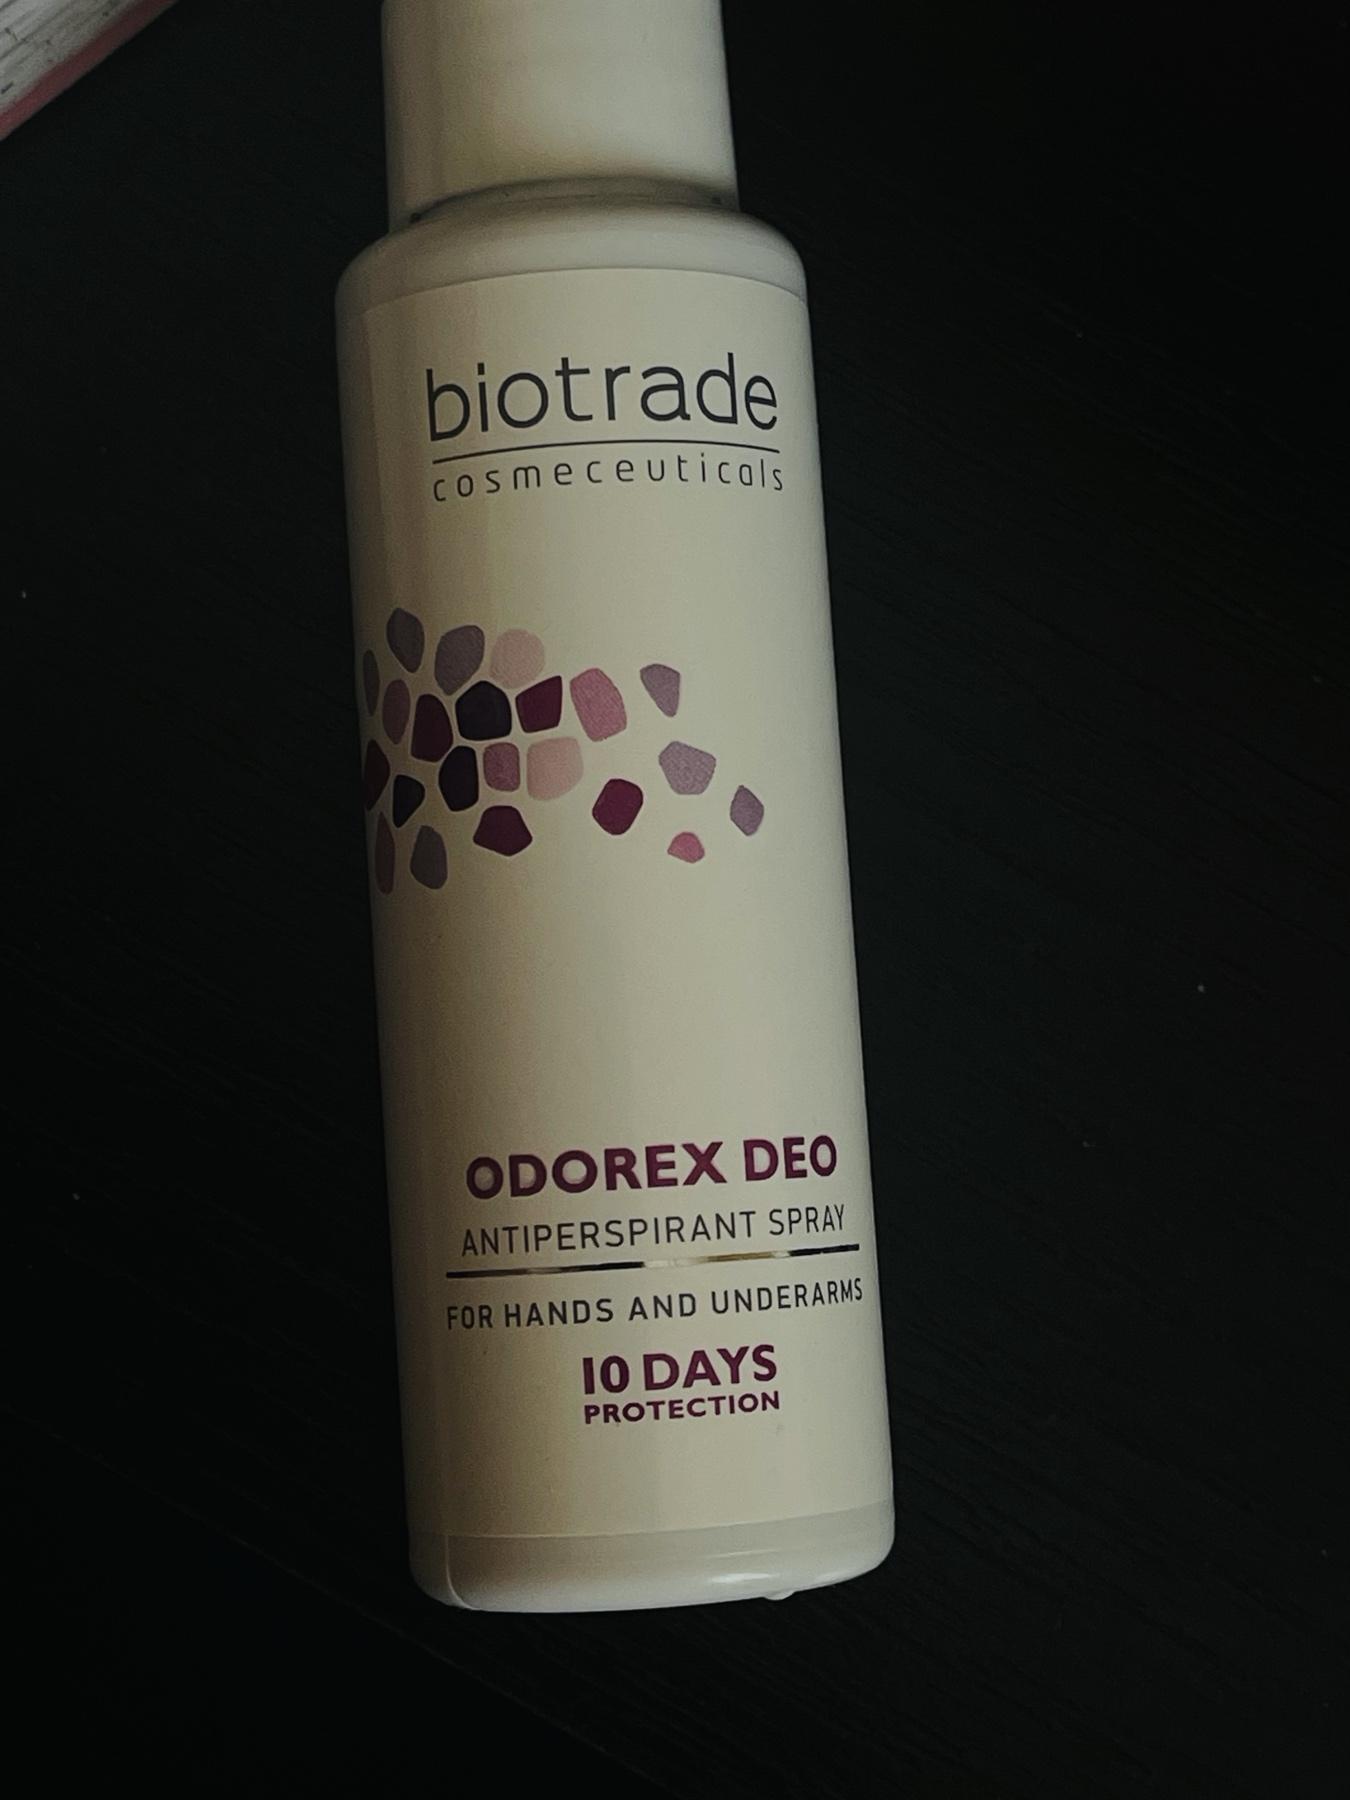 biotrade
cosmeceuticals
ODOREX DEO
ANTIPERSPIRANT SPRAY
FOR HANDS AND UNDERARMS
10 DAYS
PROTECTION